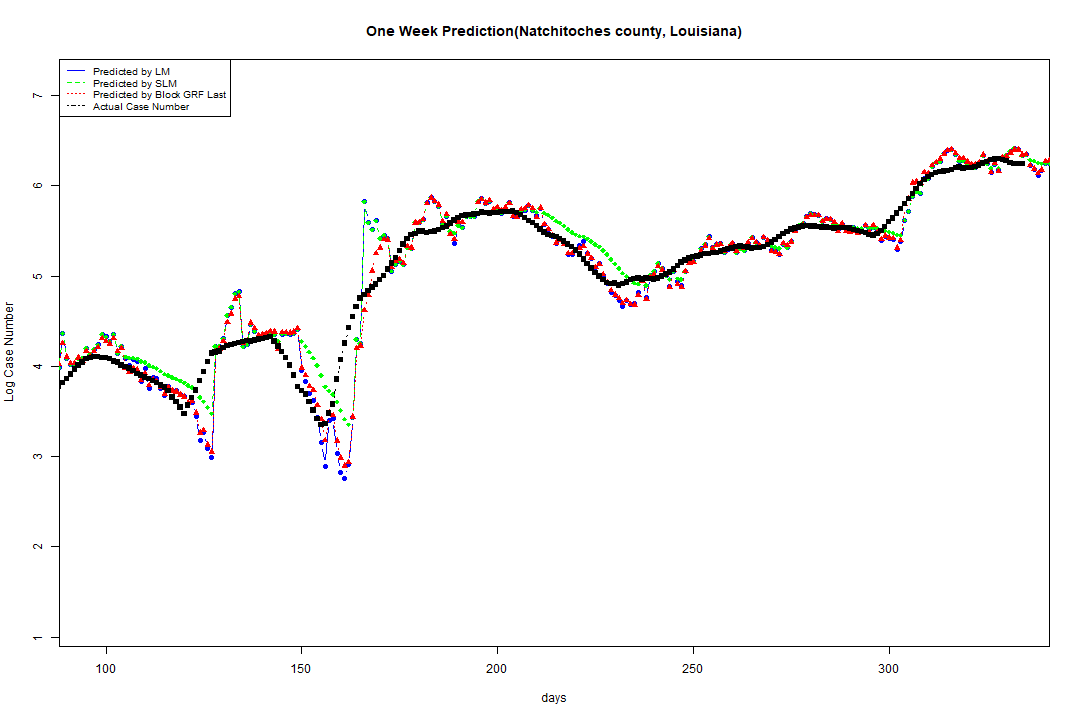 One Week Prediction(Natchitoches county, Louisiana)
Predicted by LM
Predicted by SLM
Predicted by Block GRF Last
Actual Case Number
7
6
5
4
3
2
1
Log Case Number
100 150 200 250 300
days